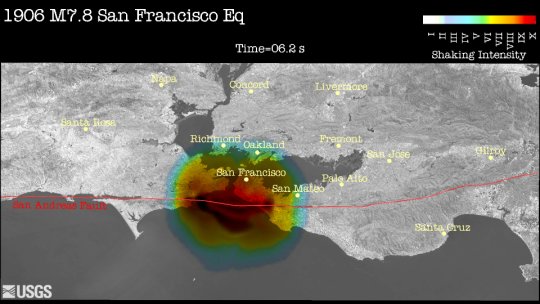 1906 M7.8 San Francisco Eq
Time=06.2 s
I II III IV V VI VII VIII IX X
Shaking Intensity
Napa
Concord
Livermore
Santa Rosa
Richmond
Oakland
Fremont
San Jose
Gilroy
San Francisco
Palo Alto
San Mateo
San Andreas Fault
Santa Cruz
USGS